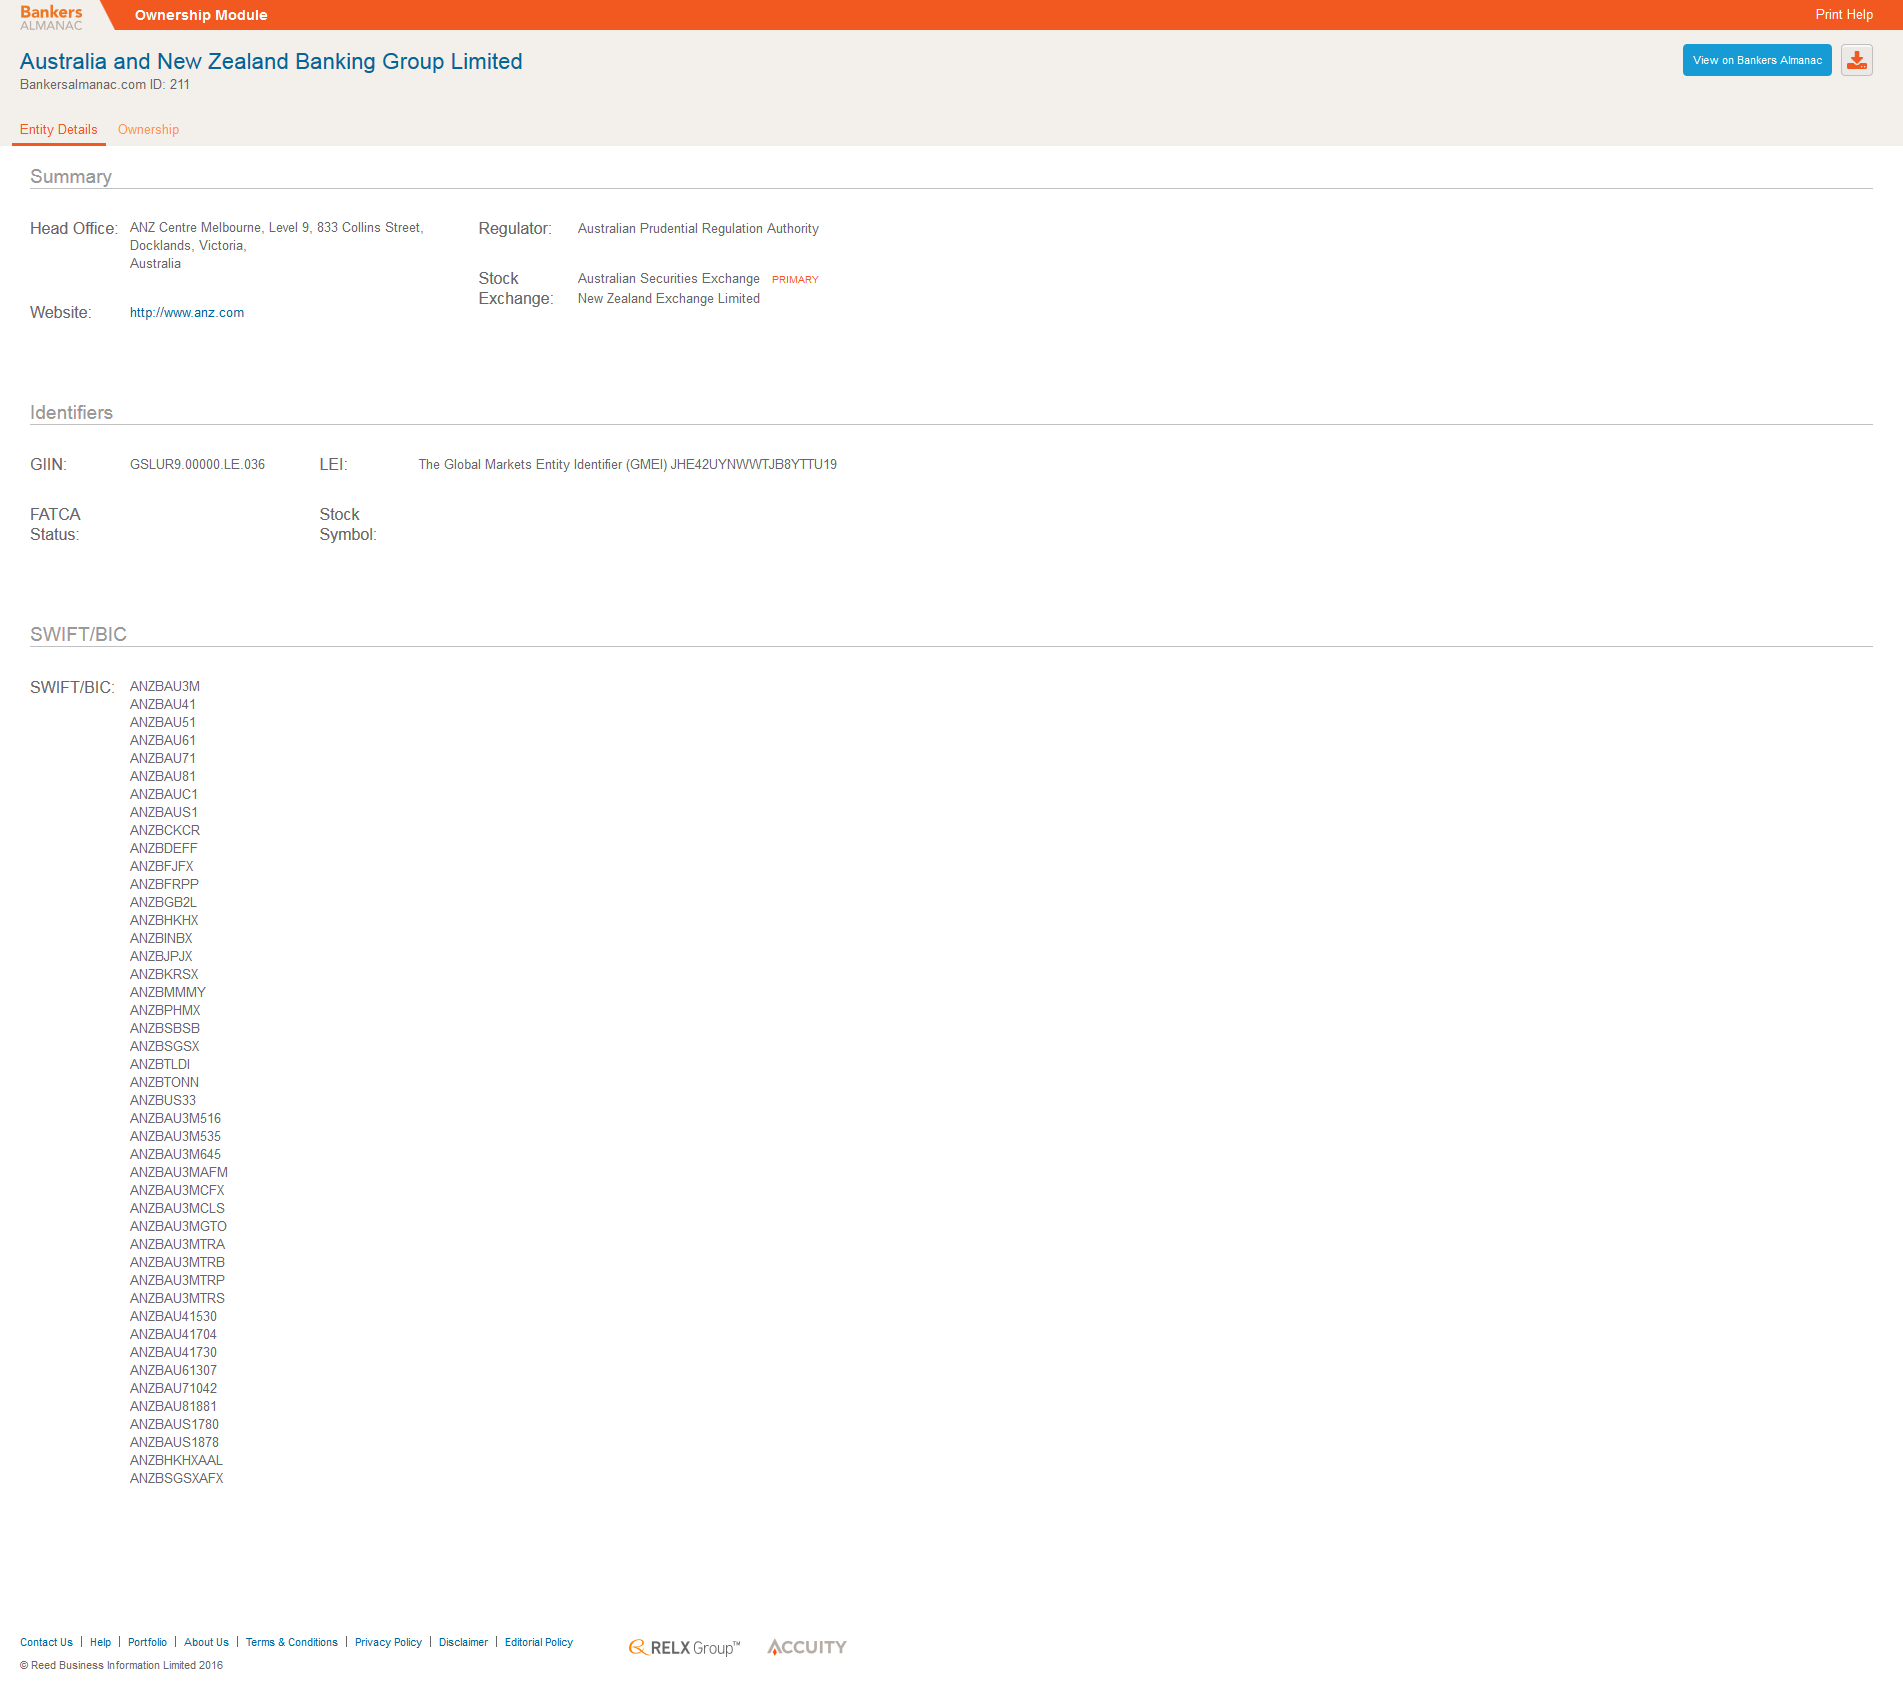 Bankers
ALMANAC
Ownership Module
Print Help
Australia and New Zealand Banking Group Limited
Bankersalmanac.com ID: 211
View on Bankers Almanac
Entity Details Ownership
Summary
Head Office: ANZ Centre Melbourne, Level 9, 833 Collins Street,
Docklands, Victoria,
Australia
Website: http://www.anz.com
Regulator: Australian Prudential Regulation Authority
Stock Exchange: Australian Securities Exchange PRIMARY
New Zealand Exchange Limited
Identifiers
GIIN: GSLUR9.00000.LE.036 LEI: The Global Markets Entity Identifier (GMEI) JHE42UYNWWTJB8YTTU19
FATCA Status: Stock Symbol:
SWIFT/BIC
SWIFT/BIC: ANZBAU3M
ANZBAU41
ANZBAU51
ANZBAU61
ANZBAU71
ANZBAU81
ANZBAUC1
ANZBAUS1
ANZBCKCR
ANZBDEFF
ANZBFJFX
ANZBFRPP
ANZBGB2L
ANZBHKHX
ANZBINBX
ANZBJPJX
ANZBKRSX
ANZBMMMY
ANZBPHMX
ANZBSBSB
ANZBSGSX
ANZBTLDI
ANZBTONN
ANZBUS33
ANZBAU3M516
ANZBAU3M535
ANZBAU3M645
ANZBAU3MAFM
ANZBAU3MCFX
ANZBAU3MCLS
ANZBAU3MGTO
ANZBAU3MTRA
ANZBAU3MTRB
ANZBAU3MTRP
ANZBAU3MTRS
ANZBAU41530
ANZBAU41704
ANZBAU41730
ANZBAU61307
ANZBAU71042
ANZBAU81881
ANZBAUS1780
ANZBAUS1878
ANZBHKHXAAL
ANZBSGSXAFX
Contact Us | Help | Portfolio | About Us | Terms & Conditions | Privacy Policy | Disclaimer | Editorial Policy
RELX Group™ ACCUITY
© Reed Business Information Limited 2016